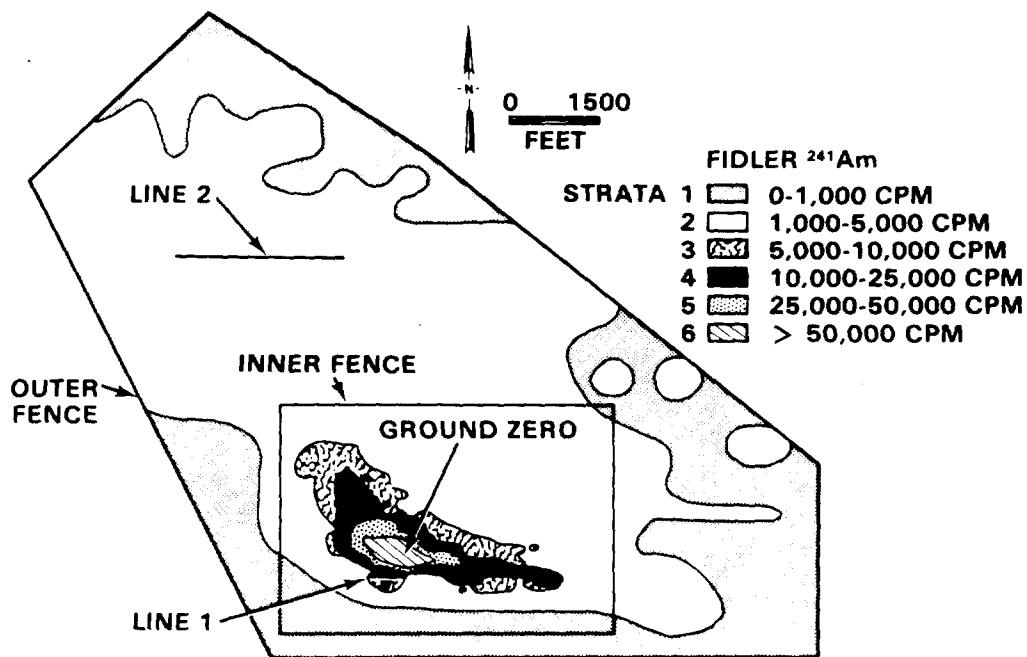 -N-
0 1500
FEET
FIDLER ²⁴¹Am
STRATA 1 0-1,000 CPM
2 1,000-5,000 CPM
3 5,000-10,000 CPM
4 10,000-25,000 CPM
5 25,000-50,000 CPM
6 > 50,000 CPM
LINE 2
INNER FENCE
OUTER
FENCE
GROUND ZERO
LINE 1